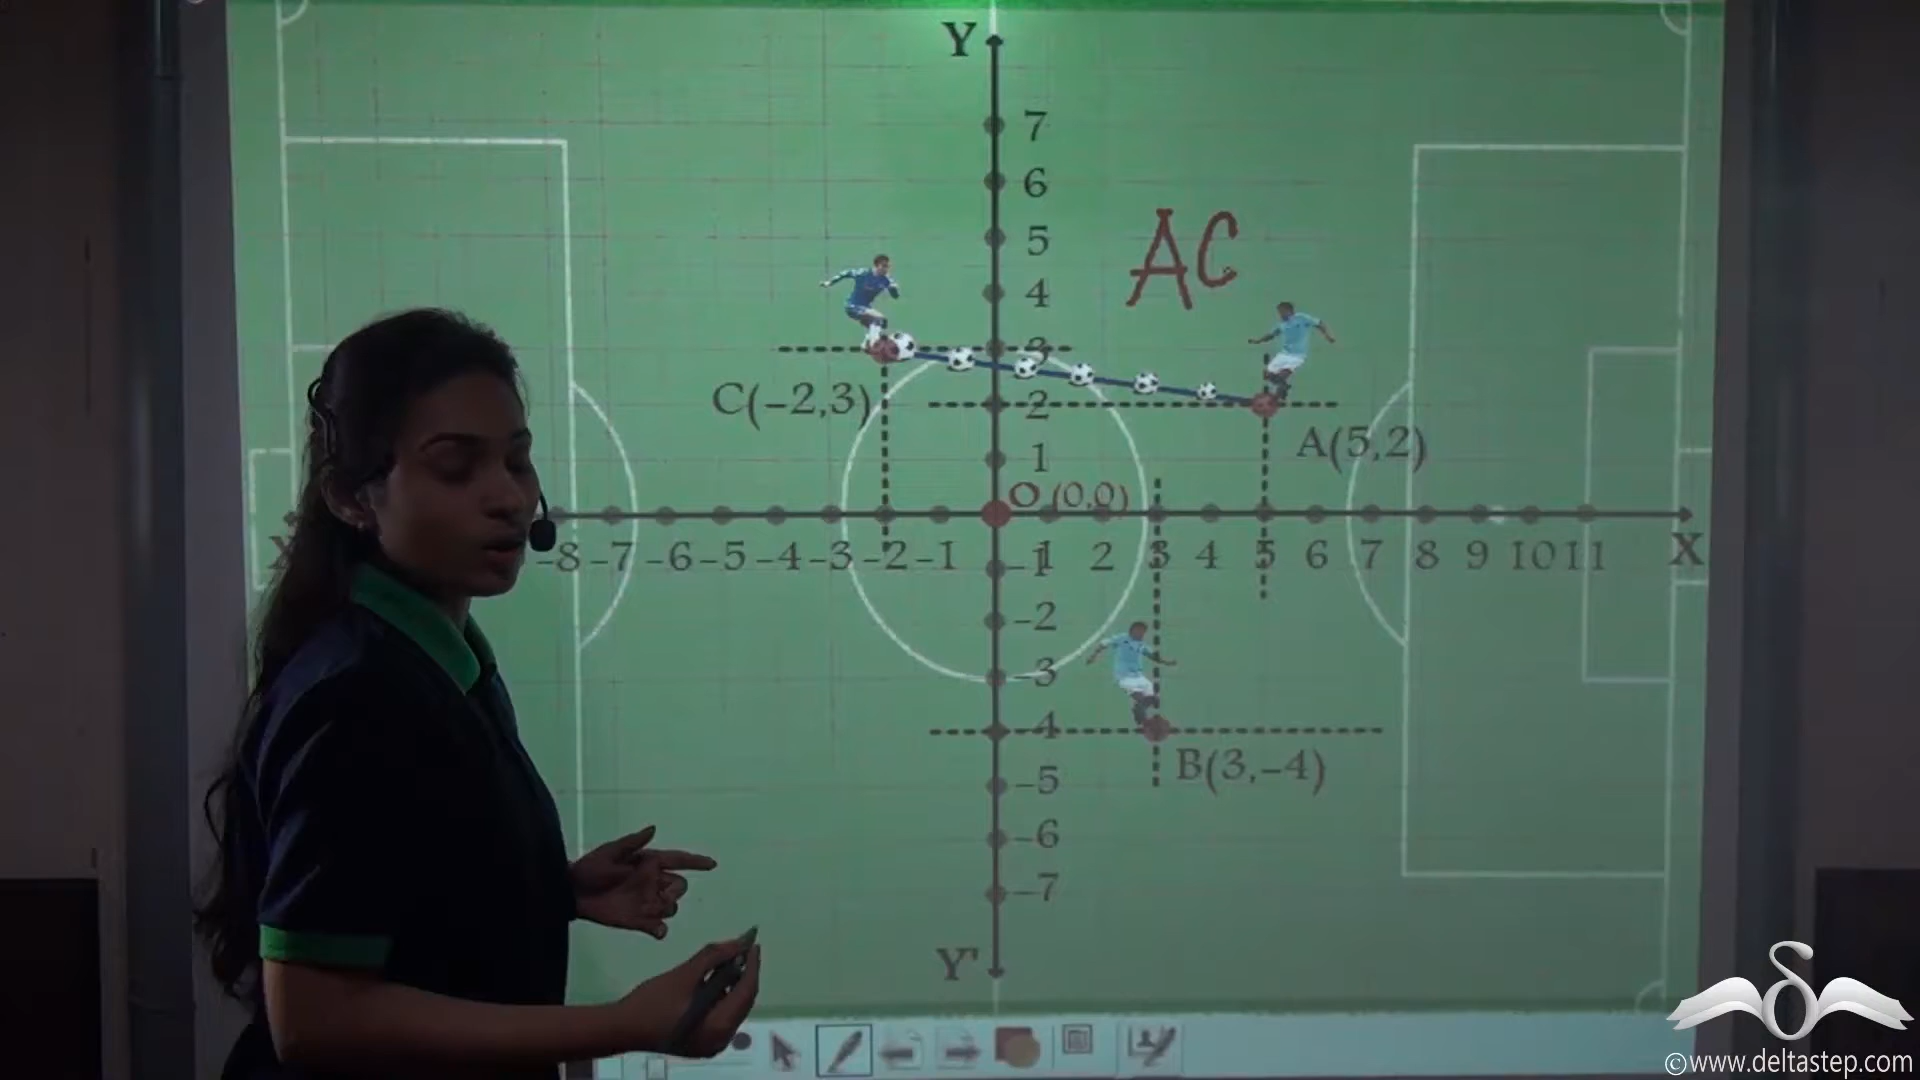 Y
7
6
5
4
3
2
1
AC
C(-2,3)
A(5,2)
O (0,0)
X -8 -7 -6 -5 -4 -3 -2 -1 1 2 3 4 5 6 7 8 9 10 11 X
-1
-2
-3
-4
-5
-6
-7
B(3,-4)
Y'
©www.deltastep.com